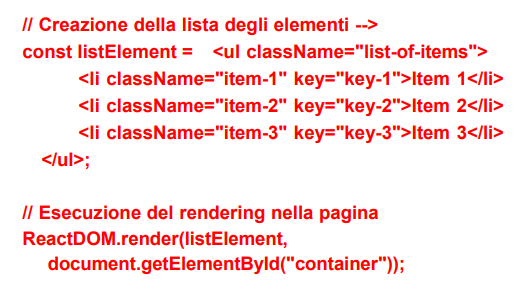 // Creazione della lista degli elementi -->
const listElement = <ul className="list-of-items">
<li className="item-1" key="key-1">Item 1</li>
<li className="item-2" key="key-2">Item 2</li>
<li className="item-3" key="key-3">Item 3</li>
</ul>;
// Esecuzione del rendering nella pagina
ReactDOM.render(listElement,
document.getElementById("container"));